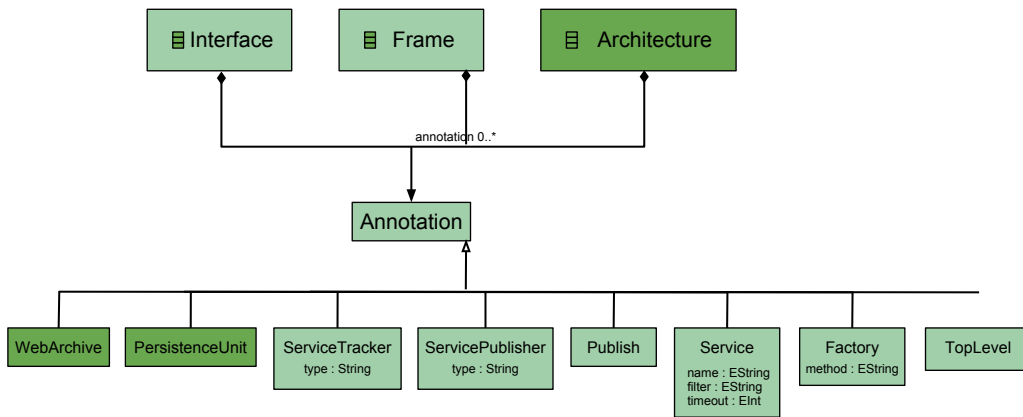 Interface
Frame
Architecture
annotation 0..*
Annotation
WebArchive
PersistenceUnit
ServiceTracker
type : String
ServicePublisher
type : String
Publish
Service
name : EString
filter : EString
timeout : EInt
Factory
method : EString
TopLevel